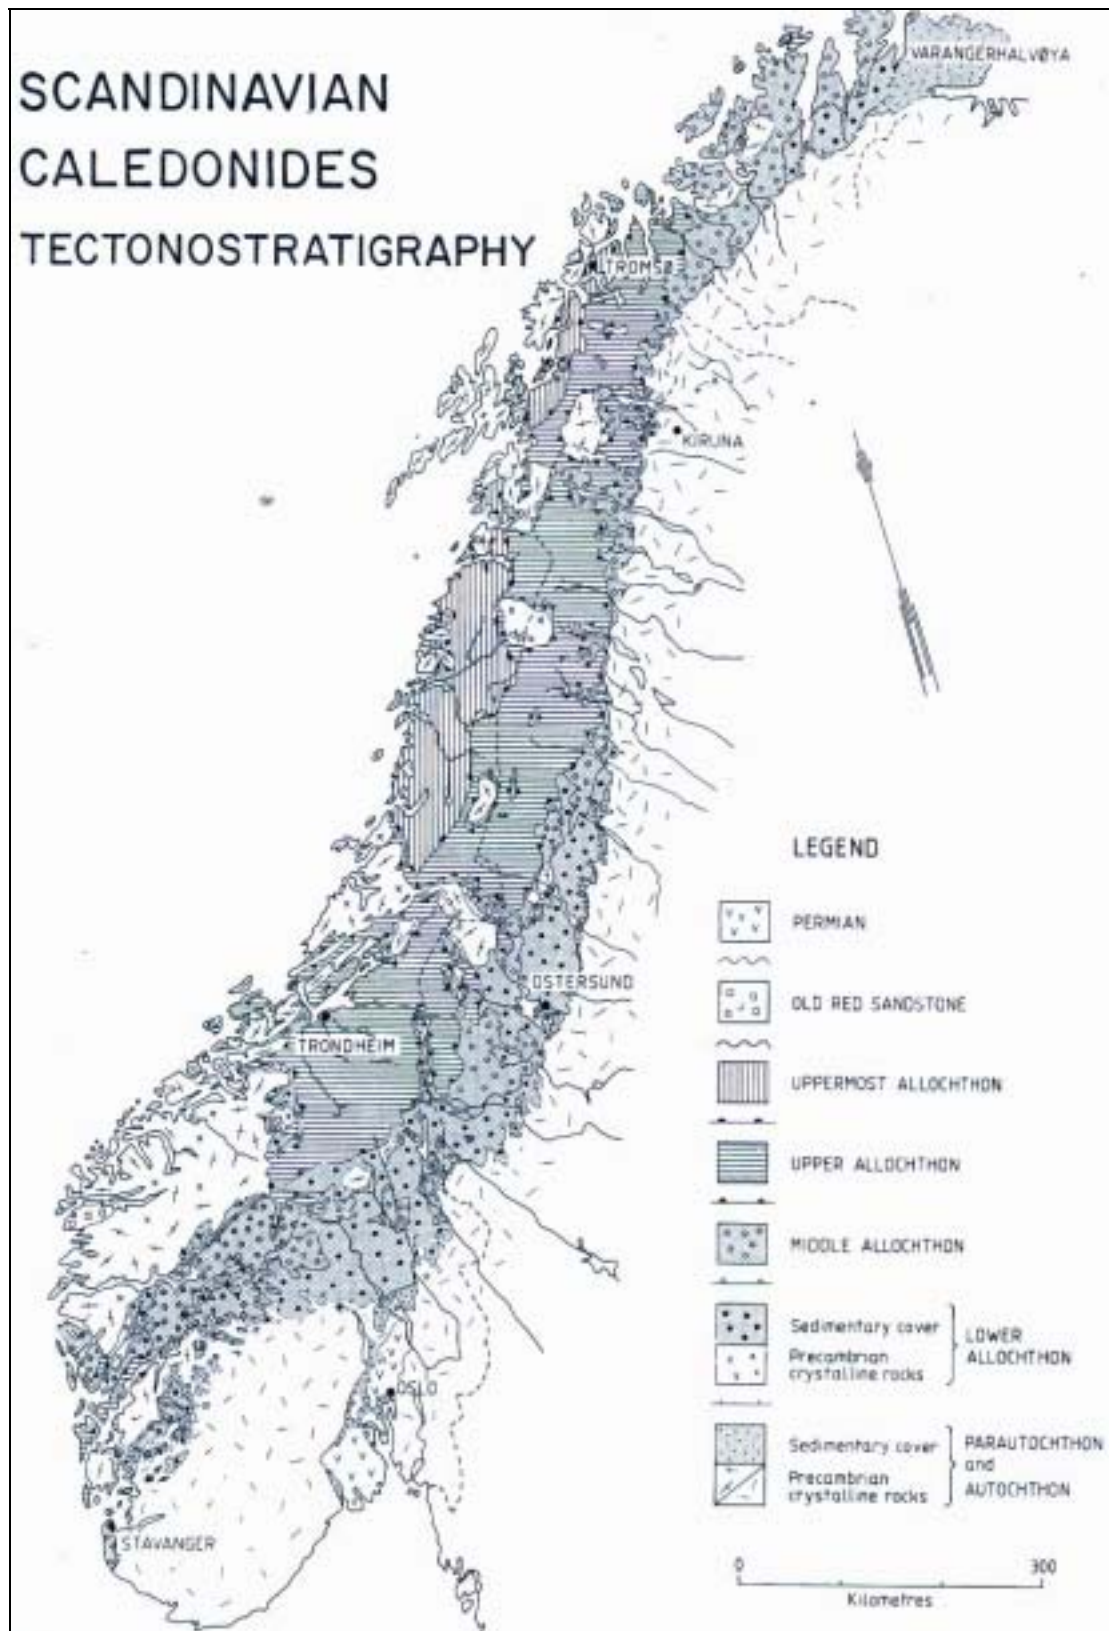 SCANDINAVIAN
CALEDONIDES
TECTONOSTRATIGRAPHY
VARANGERHALVØYA
TROMSØ
KIRUNA
ØSTERSUND
TRONDHEIM
OSLO
STAVANGER
LEGEND
PERMIAN
OLD RED SANDSTONE
UPPERMOST ALLOCHTHON
UPPER ALLOCHTHON
MIDDLE ALLOCHTHON
Sedimentary cover
Precambrian
crystalline rocks
LOWER
ALLOCHTHON
Sedimentary cover
Precambrian
crystalline rocks
PARAUTOCHTHON
and
AUTOCHTHON
0 300
Kilometres